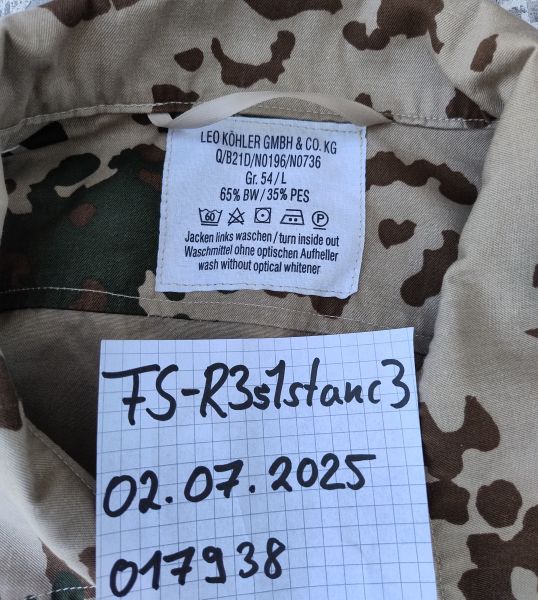 LEO KÖHLER GMBH & CO. KG
Q/B21D/N0196/N0736
Gr. 54/L
65% BW/35% PES
60 P
Jacken links waschen / turn inside out
Waschmittel ohne optischen Aufheller
wash without optical whitener
FS-R3s1stanc3
02.07.2025
017938